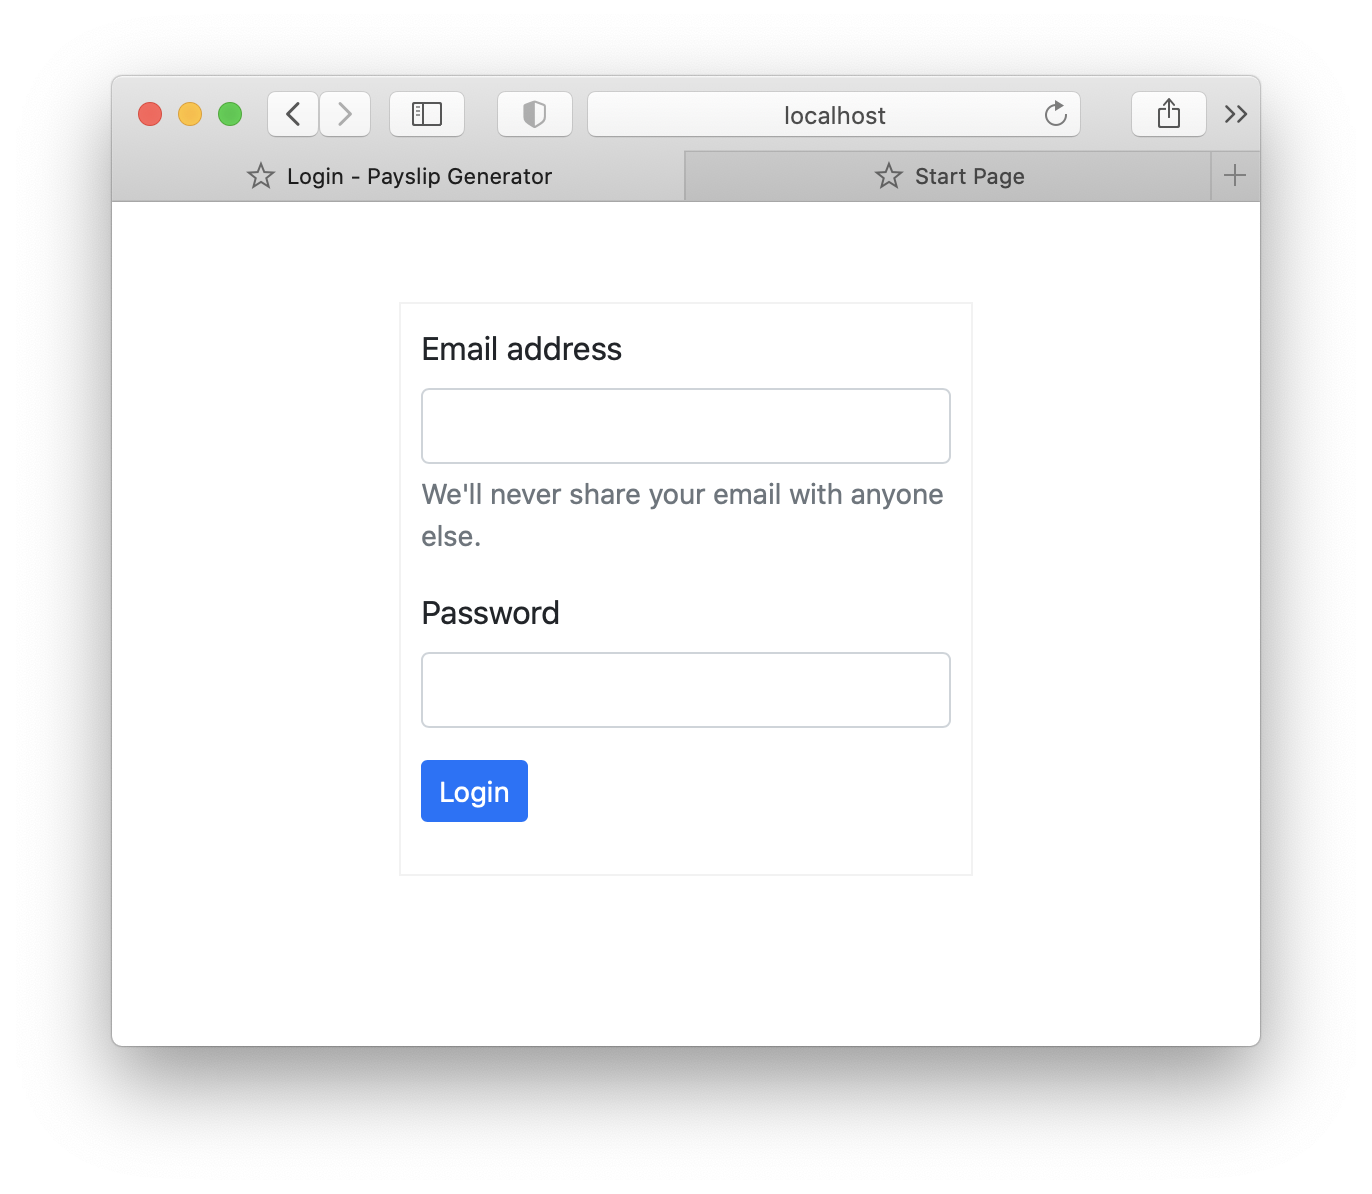 localhost
Login - Payslip Generator
Start Page
Email address
We'll never share your email with anyone
else.
Password
Login